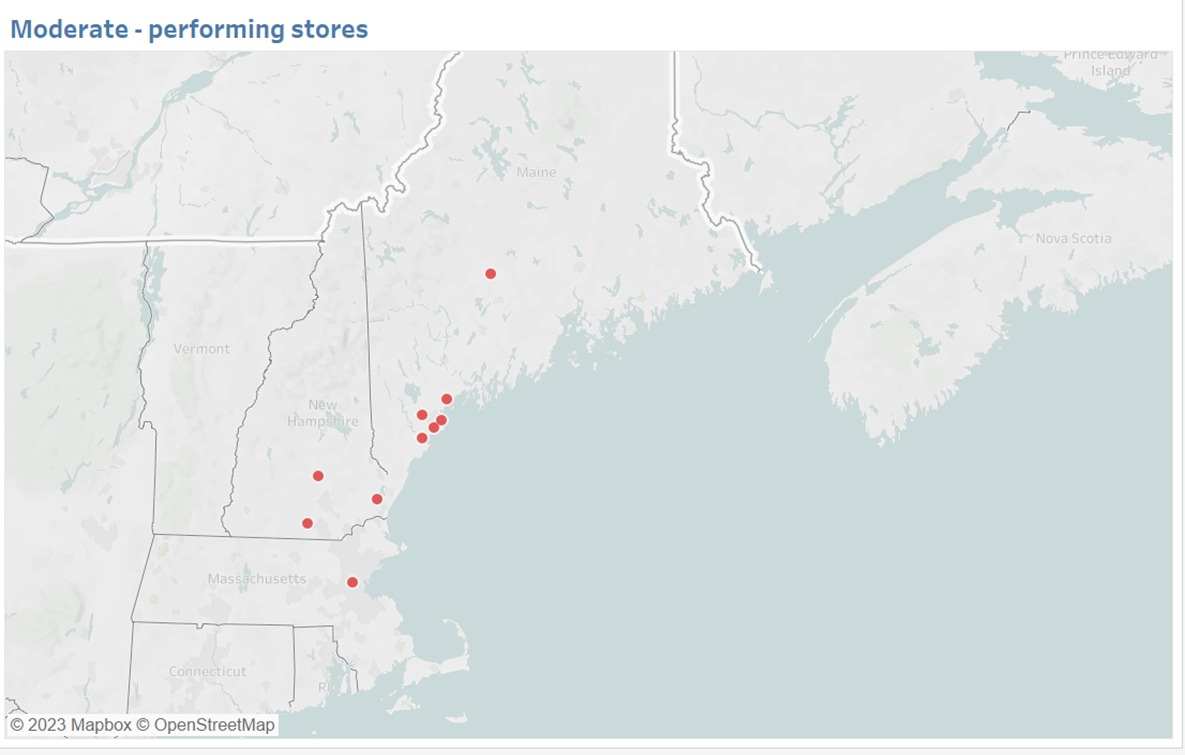 Moderate - performing stores
Prince Edward
Island
Maine
Nova Scotia
Vermont
New
Hampshire
Massachusetts
Connecticut
© 2023 Mapbox © OpenStreetMap